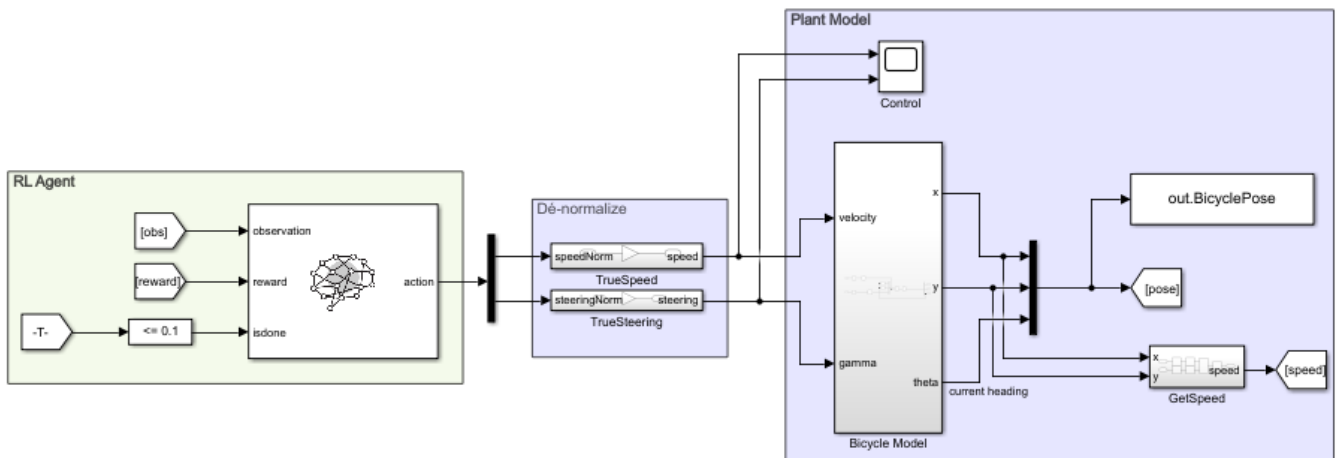 Plant Model
Control
RL Agent
[obs]
observation
[reward]
reward
action
-T-
<= 0.1
isdone
Dé-normalize
speedNorm
speed
TrueSpeed
steeringNorm
steering
TrueSteering
velocity
gamma
x
y
theta
Bicycle Model
current heading
out.BicyclePose
[pose]
x
y
speed
GetSpeed
[speed]